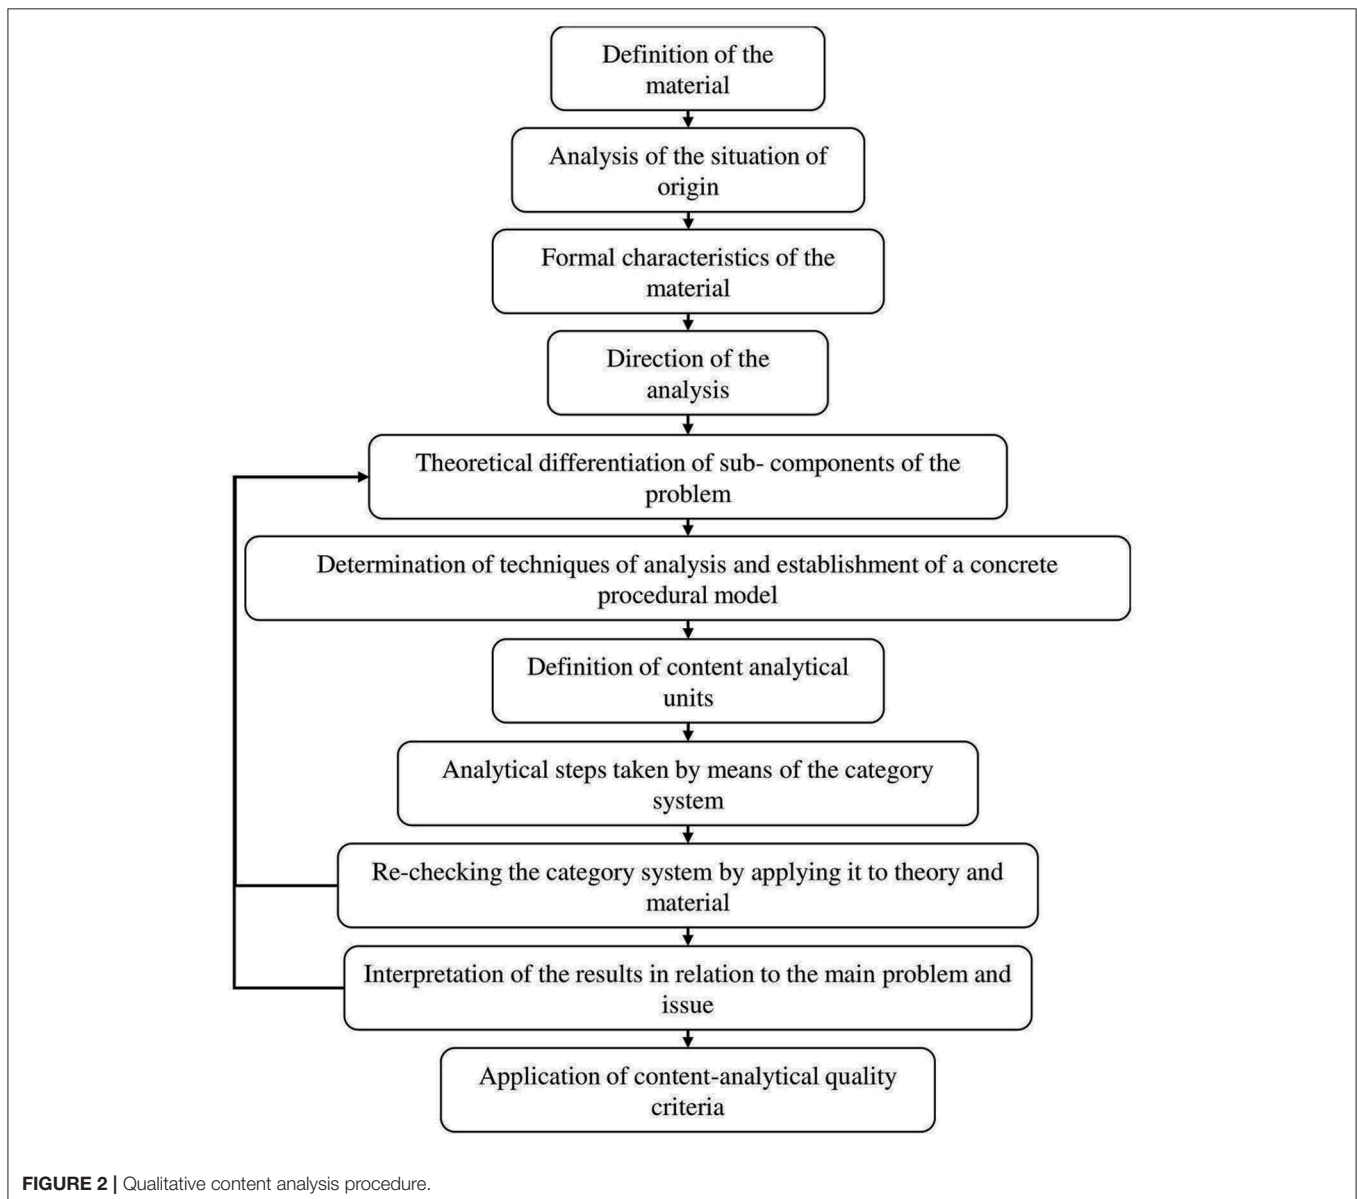 Definition of the
material
Analysis of the situation of
origin
Formal characteristics of the
material
Direction of the
analysis
Theoretical differentiation of sub- components of the
problem
Determination of techniques of analysis and establishment of a concrete
procedural model
Definition of content analytical
units
Analytical steps taken by means of the category
system
Re-checking the category system by applying it to theory and
material
Interpretation of the results in relation to the main problem and
issue
Application of content-analytical quality
criteria
FIGURE 2 | Qualitative content analysis procedure.